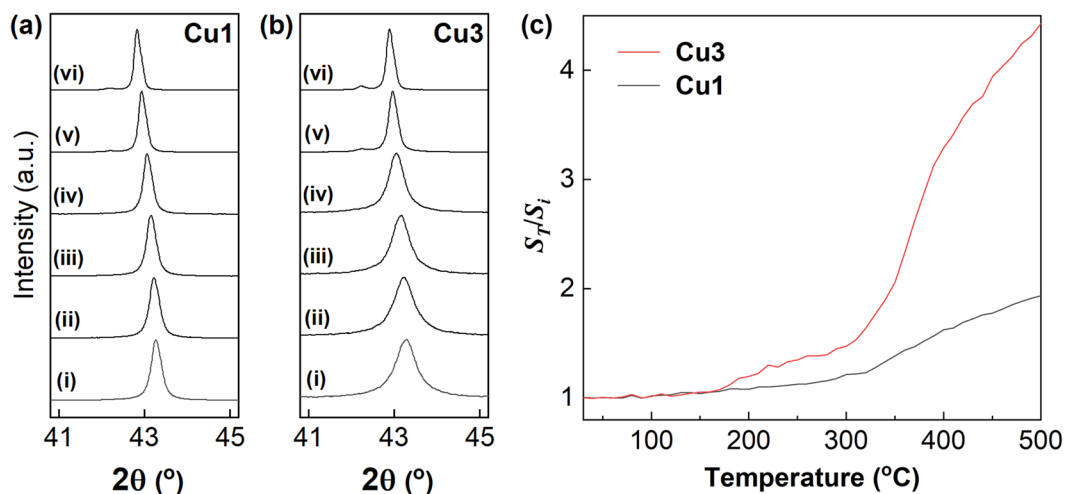 (a) Cu1
(vi)
(v)
(iv)
(iii)
(ii)
(i)
Intensity (a.u.)
41 43 45
2θ (º)
(b) Cu3
(vi)
(v)
(iv)
(iii)
(ii)
(i)
41 43 45
2θ (º)
(c)
Cu3
Cu1
4
3
2
1
S_T/S_i
100 200 300 400 500
Temperature (ºC)